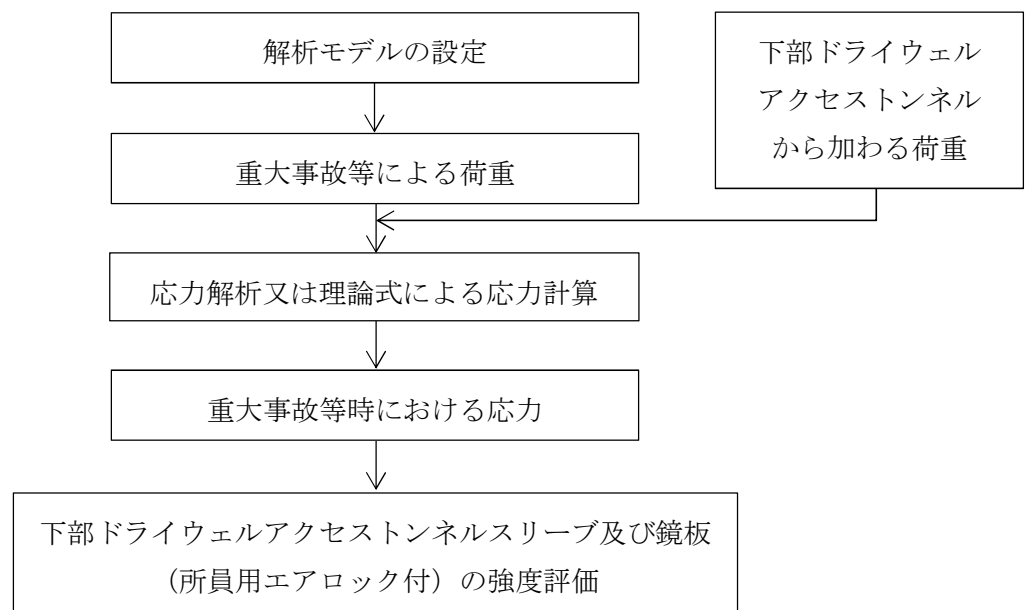 解析モデルの設定
下部ドライウェル
アクセストンネル
から加わる荷重
重大事故等による荷重
応力解析又は理論式による応力計算
重大事故等時における応力
下部ドライウェルアクセストンネルスリーブ及び鏡板
（所員用エアロック付）の強度評価